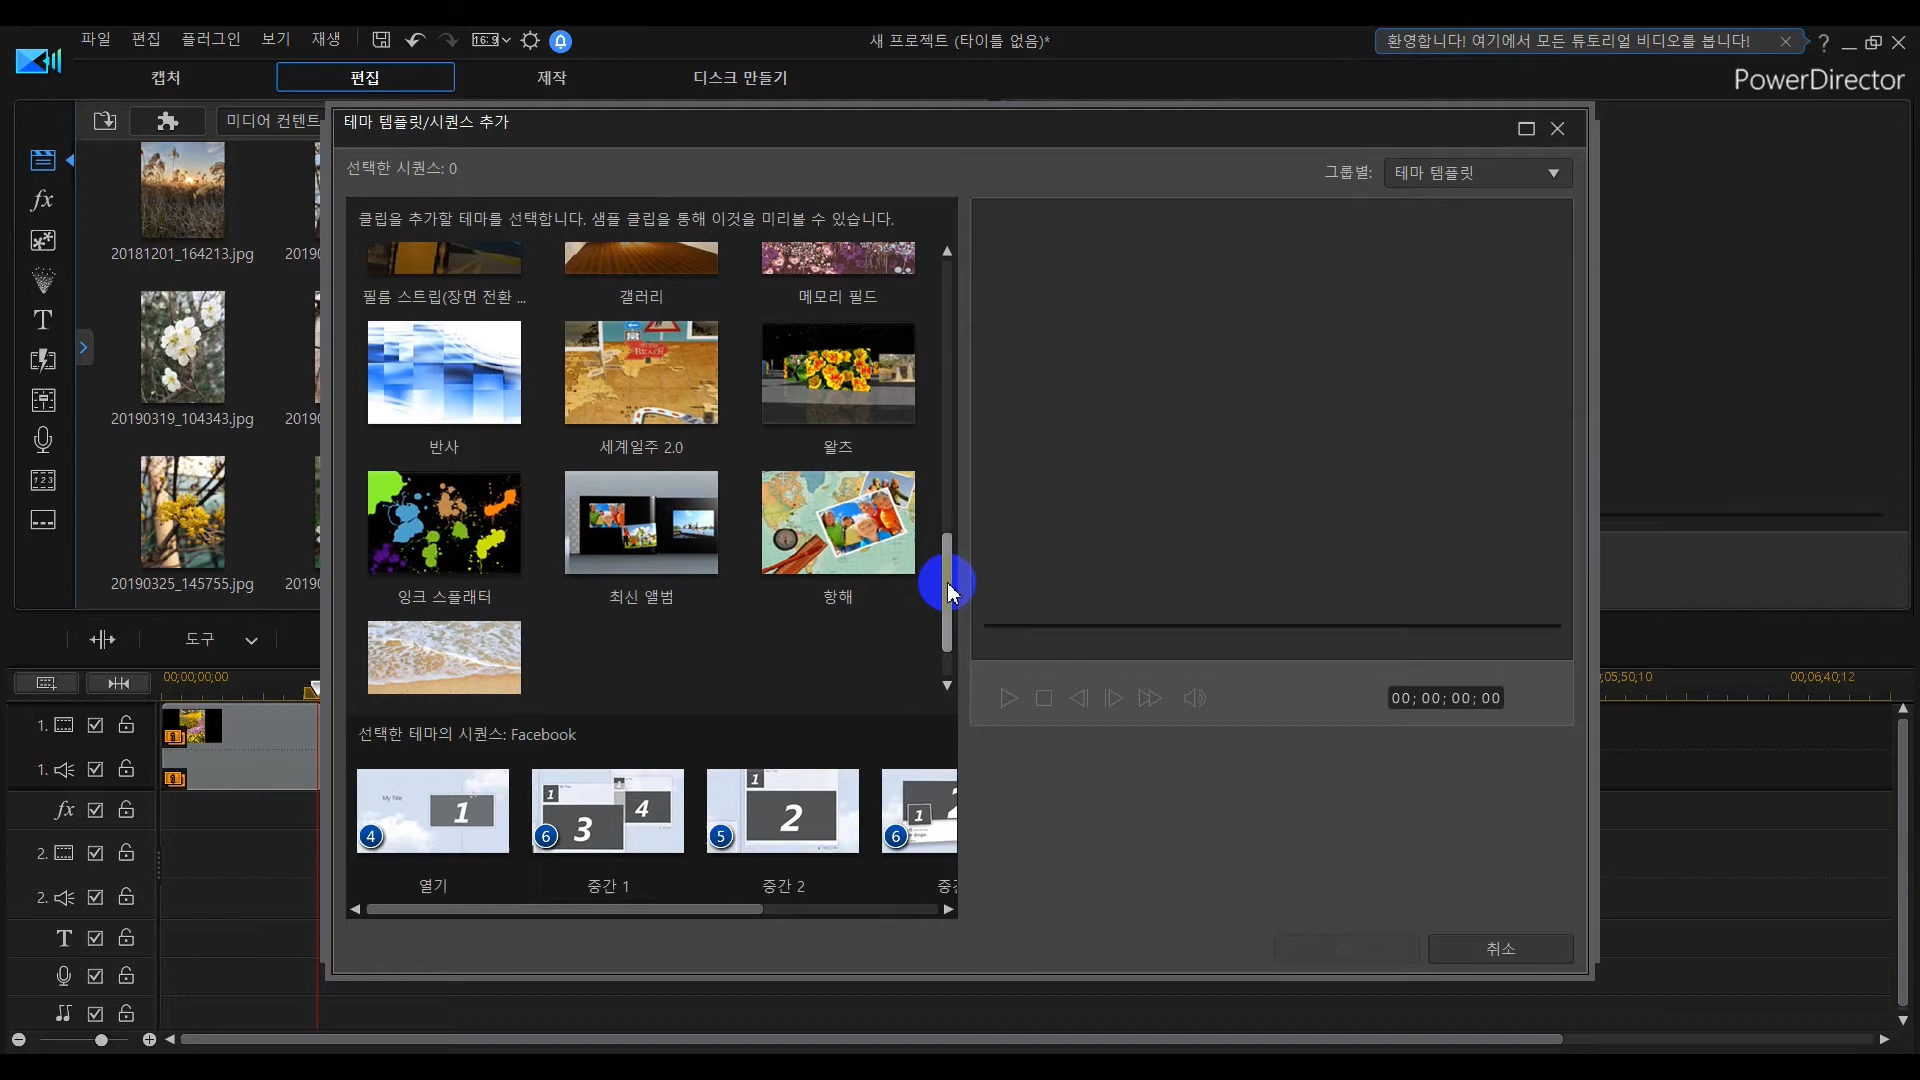 파일 편집 플러그인 보기 재생 16:9 새 프로젝트 (타이틀 없음)* 환영합니다! 여기에서 모든 튜토리얼 비디오를 봅니다! ?
캡처 편집 제작 디스크 만들기 PowerDirector
미디어 컨텐트
테마 템플릿/시퀀스 추가
선택한 시퀀스: 0
그룹별: 테마 템플릿
클립을 추가할 테마를 선택합니다. 샘플 클립을 통해 이것을 미리볼 수 있습니다.
20181201_164213.jpg
20190319_104343.jpg
20190325_145755.jpg
필름 스트립(장면 전환 ... 갤러리 메모리 필드
BEACH
반사 세계일주 2.0 왈츠
잉크 스플래터 최신 앨범 항해
선택한 테마의 시퀀스: Facebook
My Title 1 4
1 3 4 6
1 2 5
1 6
열기 중간 1 중간 2
00;00;00;00
취소
도구
00;00;00;00 ;05;50;10 00;06;40;12
1.
1.
fx
2.
2.
T